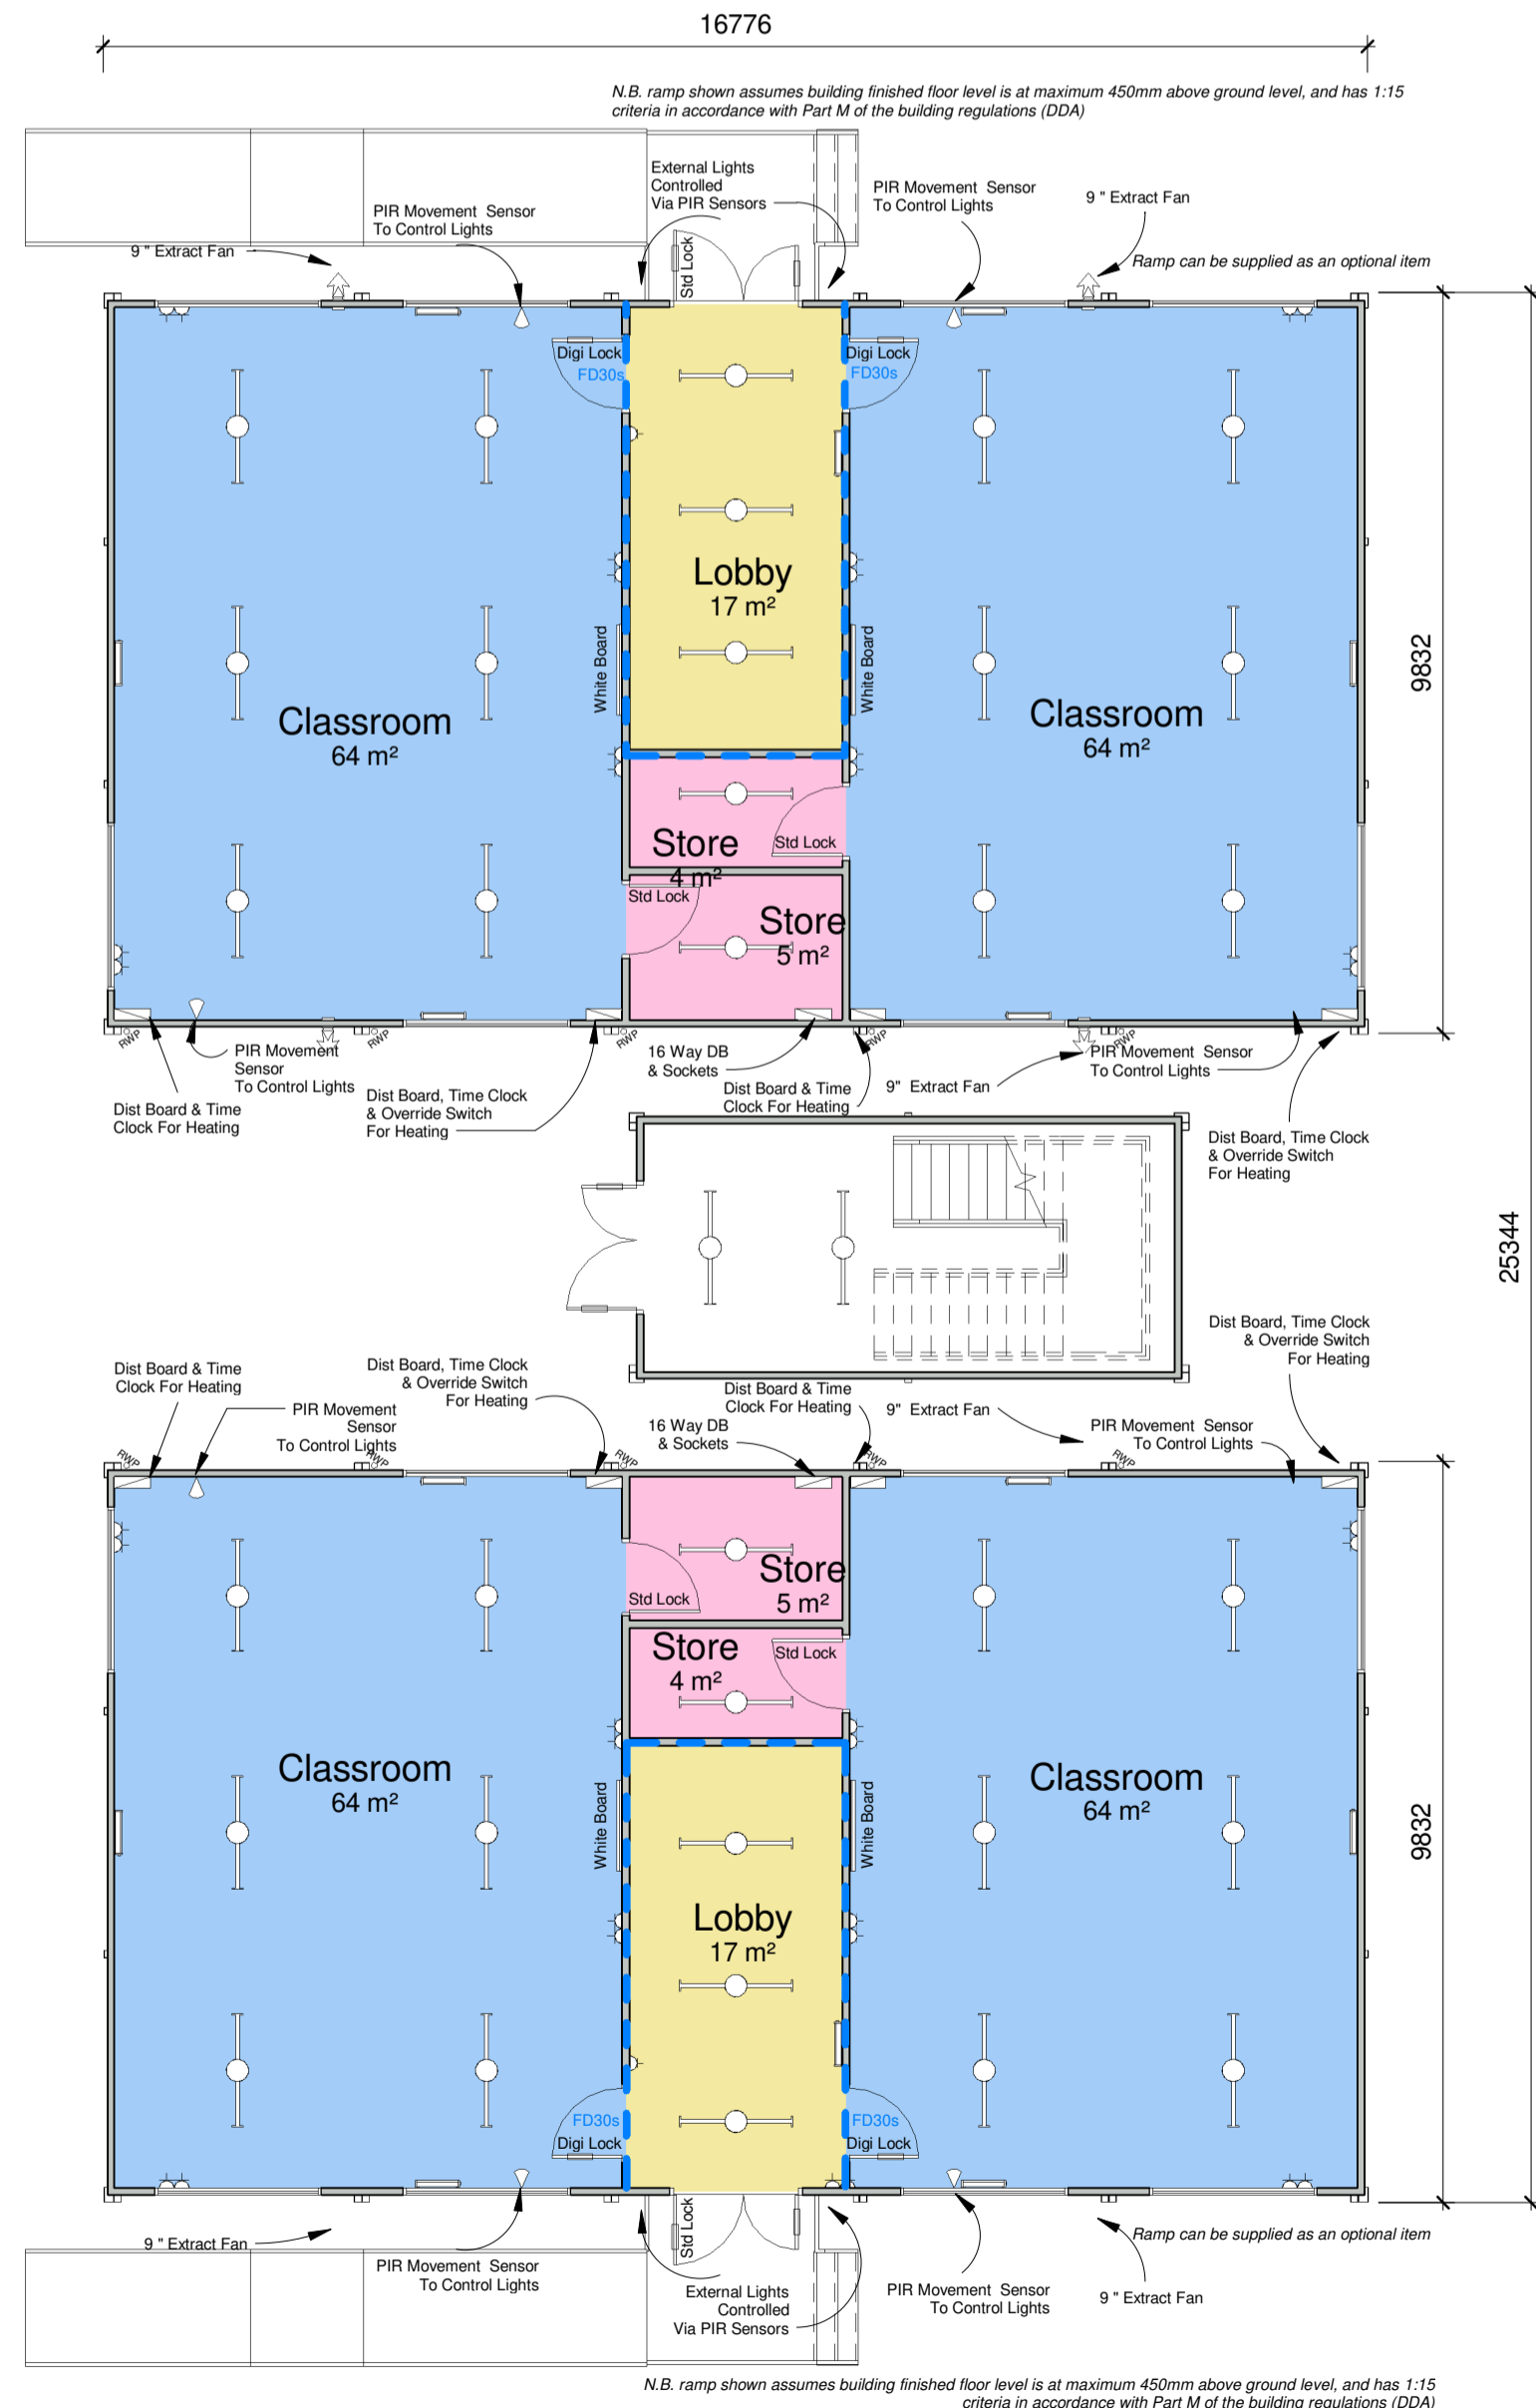 16776
N.B. ramp shown assumes building finished floor level is at maximum 450mm above ground level, and has 1:15
criteria in accordance with Part M of the building regulations (DDA)
External Lights
Controlled
Via PIR Sensors
PIR Movement Sensor
To Control Lights
9 " Extract Fan
PIR Movement Sensor
To Control Lights
9 " Extract Fan
Std Lock
Ramp can be supplied as an optional item
Digi Lock
FD30s
Digi Lock
FD30s
Lobby
17 m²
White Board
White Board
9832
Classroom
64 m²
Classroom
64 m²
Store
4 m²
Std Lock
Std Lock
Store
5 m²
RWP
RWP
RWP
RWP
RWP
PIR Movement
Sensor
To Control Lights
16 Way DB
& Sockets
PIR Movement Sensor
To Control Lights
Dist Board & Time
Clock For Heating
Dist Board, Time Clock
& Override Switch
For Heating
Dist Board & Time
Clock For Heating
9" Extract Fan
Dist Board, Time Clock
& Override Switch
For Heating
25344
Dist Board, Time Clock
& Override Switch
For Heating
Dist Board & Time
Clock For Heating
Dist Board, Time Clock
& Override Switch
For Heating
Dist Board & Time
Clock For Heating
PIR Movement
Sensor
To Control Lights
16 Way DB
& Sockets
9" Extract Fan
PIR Movement Sensor
To Control Lights
RWP
RWP
RWP
RWP
RWP
Store
5 m²
Std Lock
Store
4 m²
Std Lock
Classroom
64 m²
Classroom
64 m²
White Board
White Board
9832
Lobby
17 m²
FD30s
Digi Lock
FD30s
Digi Lock
Std Lock
9 " Extract Fan
Ramp can be supplied as an optional item
PIR Movement Sensor
To Control Lights
External Lights
Controlled
Via PIR Sensors
PIR Movement Sensor
To Control Lights
9 " Extract Fan
N.B. ramp shown assumes building finished floor level is at maximum 450mm above ground level, and has 1:15
criteria in accordance with Part M of the building regulations (DDA)